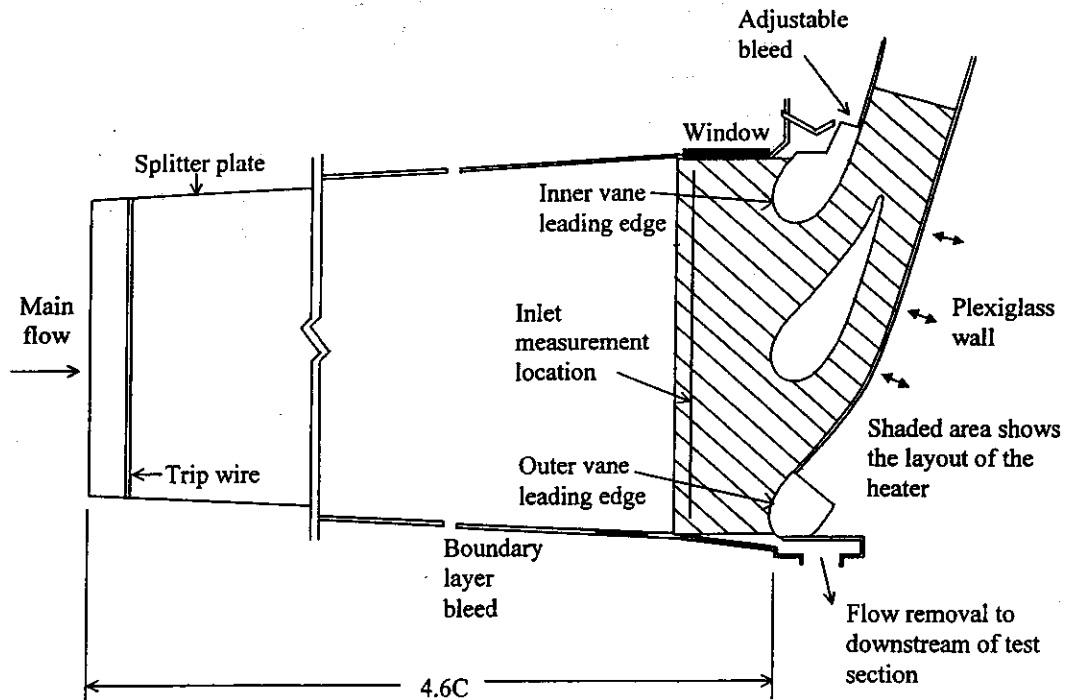 Adjustable
bleed
Window
Splitter plate
Inner vane
leading edge
Main
flow
Inlet
measurement
location
Plexiglass
wall
Trip wire
Outer vane
leading edge
Shaded area shows
the layout of the
heater
Boundary
layer
bleed
Flow removal to
downstream of test
section
4.6C